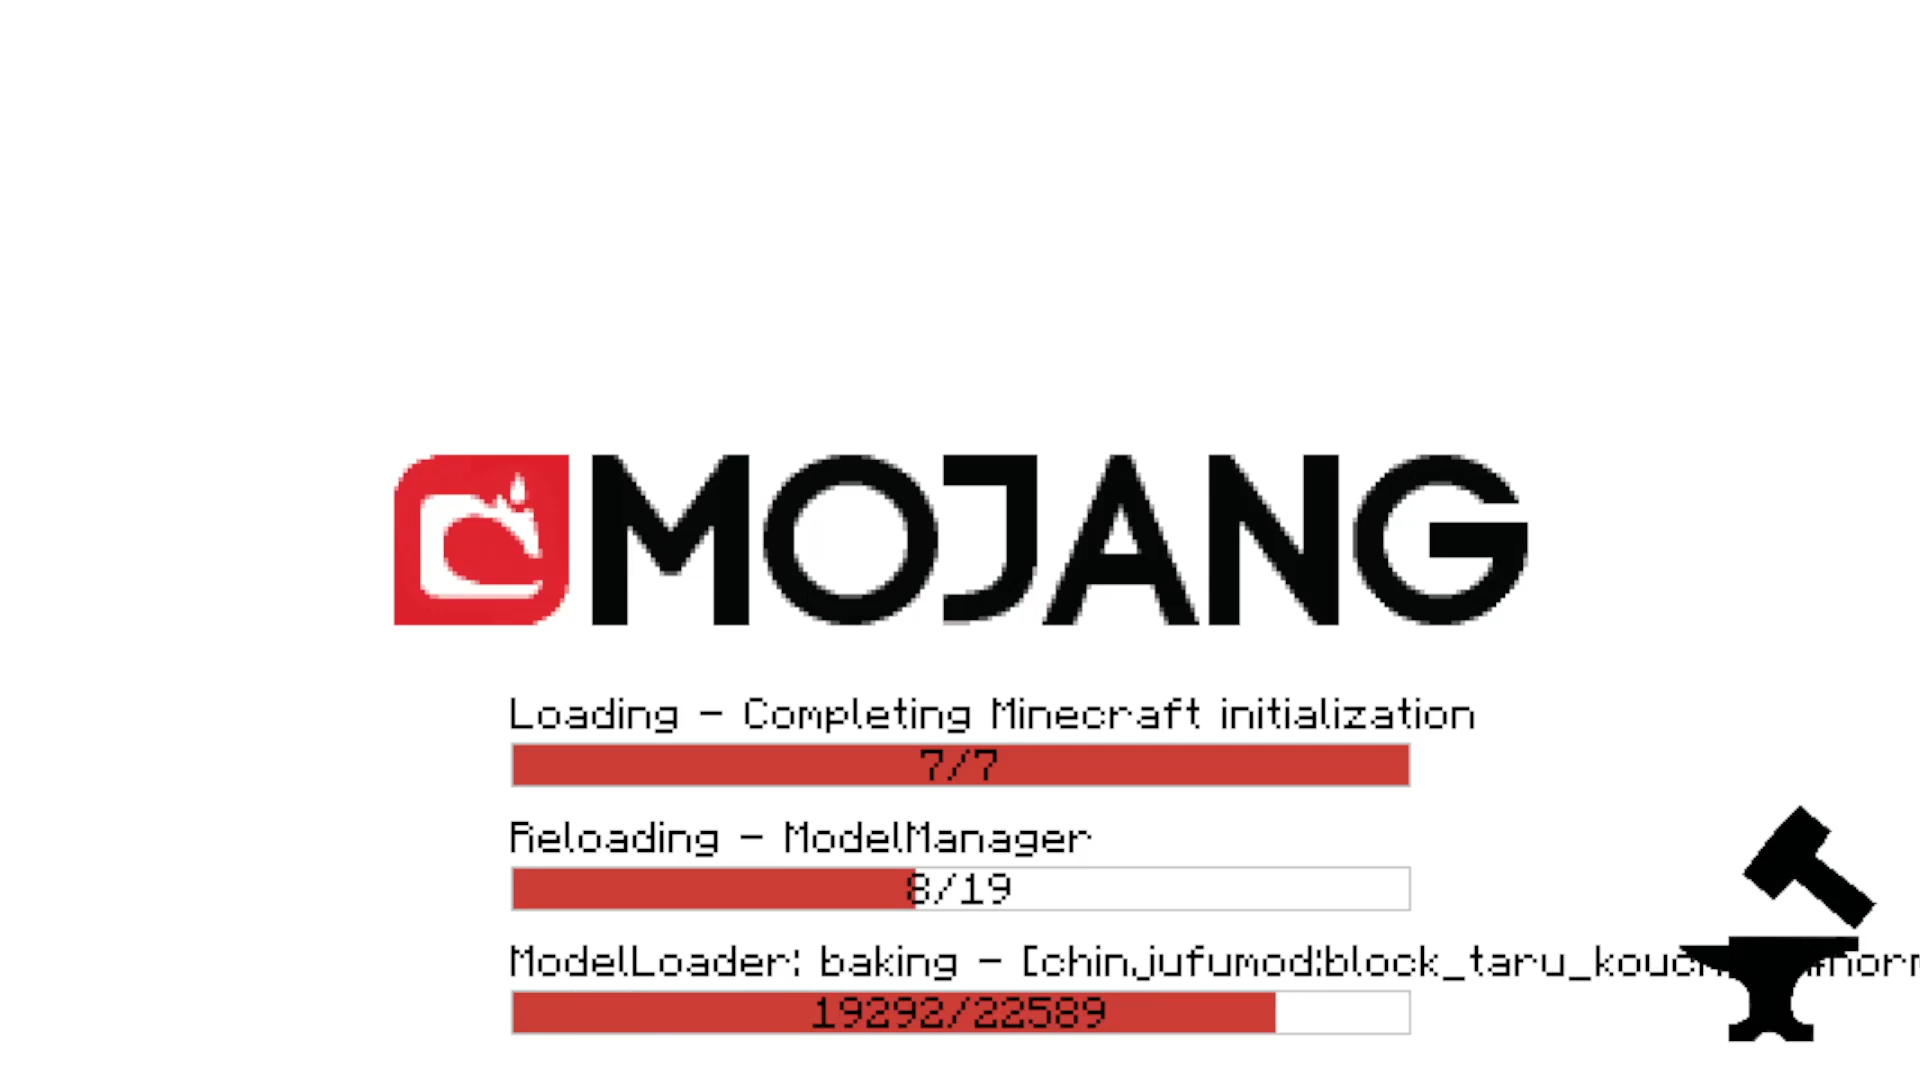 MOJANG
Loading - Completing Minecraft initialization
7/7
Reloading - ModelManager
8/19
ModelLoader: baking - [chinjufumod:block_taru_kouc
19292/22589